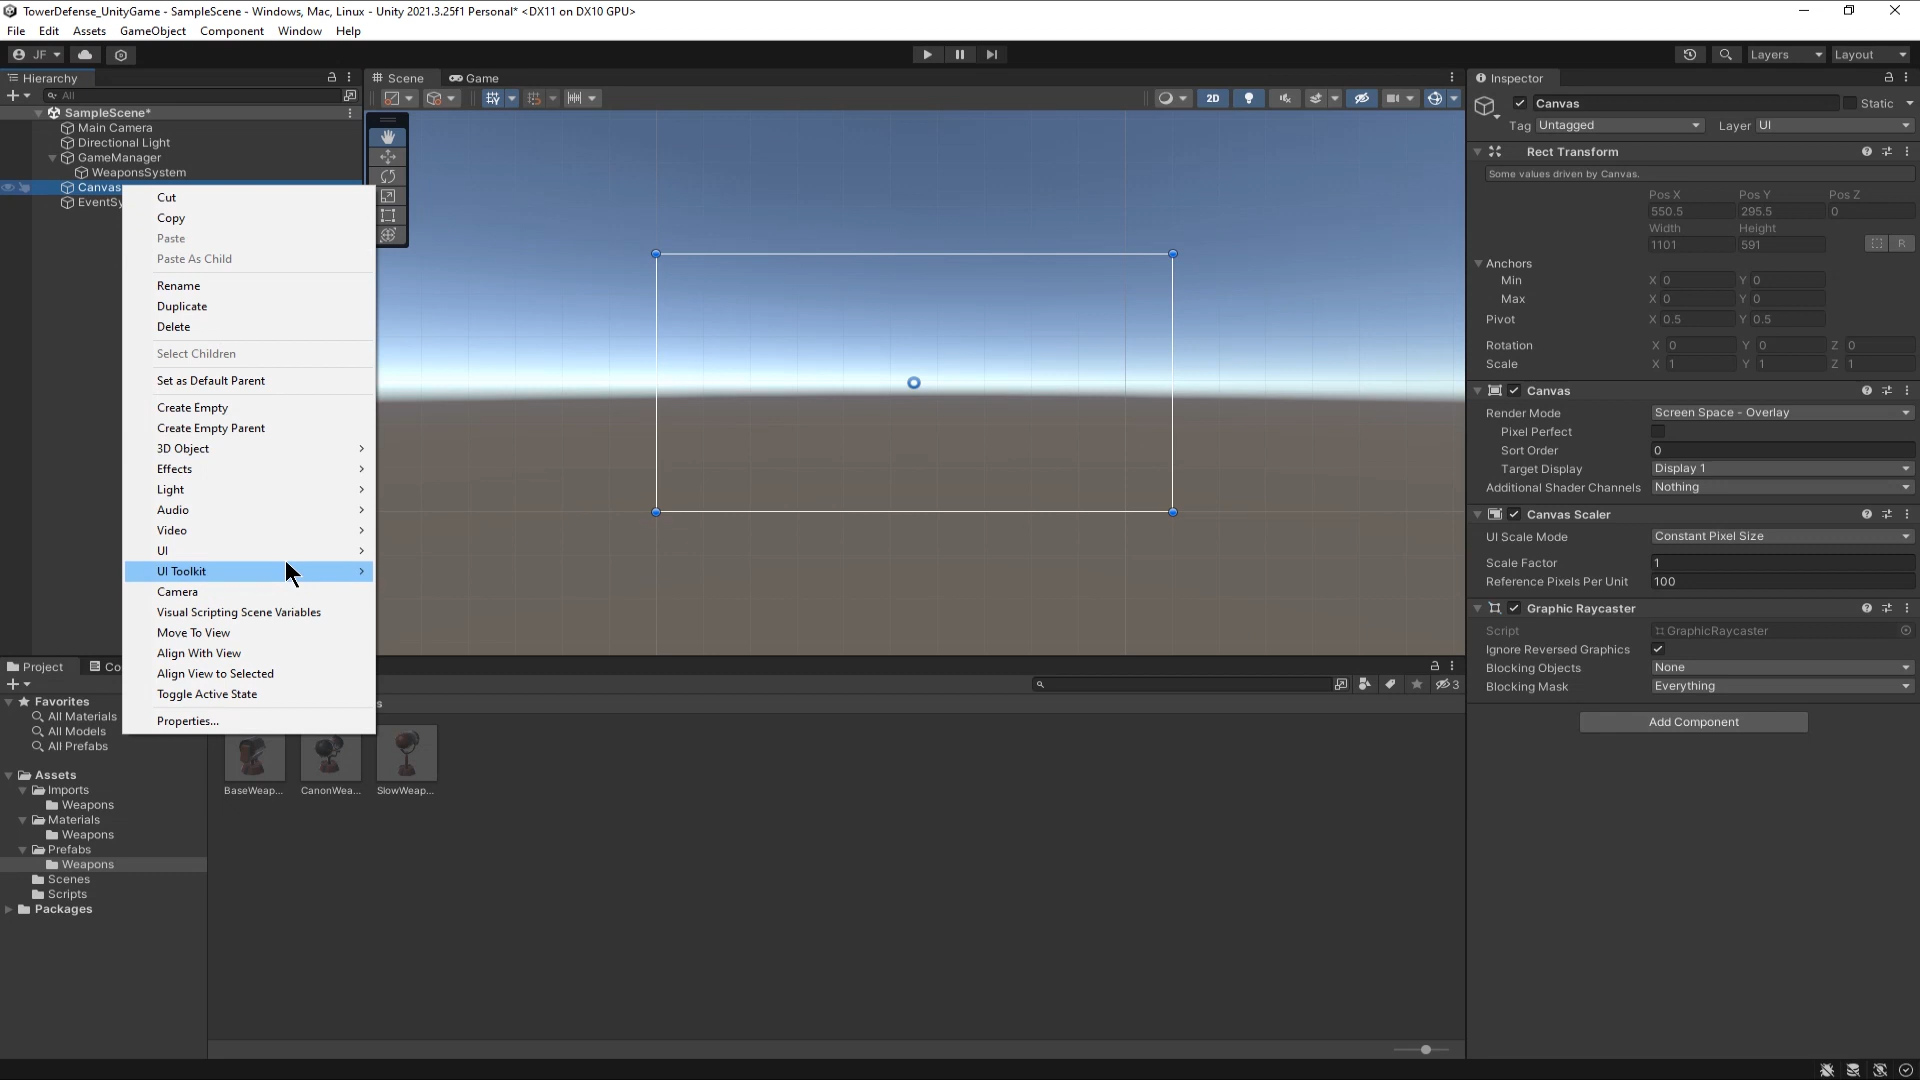 TowerDefense_UnityGame - SampleScene - Windows, Mac, Linux - Unity 2021.3.25f1 Personal* <DX11 on DX10 GPU>
File Edit Assets GameObject Component Window Help
JF Layers Layout
Hierarchy
All
SampleScene*
Main Camera
Directional Light
GameManager
WeaponsSystem
Canvas
EventSy
Cut
Copy
Paste
Paste As Child
Rename
Duplicate
Delete
Select Children
Set as Default Parent
Create Empty
Create Empty Parent
3D Object
Effects
Light
Audio
Video
UI
UI Toolkit
Camera
Visual Scripting Scene Variables
Move To View
Align With View
Align View to Selected
Toggle Active State
Properties...
Scene Game
2D
Inspector
Canvas Static
Tag Untagged Layer UI
Rect Transform
Some values driven by Canvas.
Pos X Pos Y Pos Z
550.5 295.5 0
Width Height
1101 591 R
Anchors
Min X 0 Y 0
Max X 0 Y 0
Pivot X 0.5 Y 0.5
Rotation X 0 Y 0 Z 0
Scale X 1 Y 1 Z 1
Canvas
Render Mode Screen Space - Overlay
Pixel Perfect
Sort Order 0
Target Display Display 1
Additional Shader Channels Nothing
Canvas Scaler
UI Scale Mode Constant Pixel Size
Scale Factor 1
Reference Pixels Per Unit 100
Graphic Raycaster
Script GraphicRaycaster
Ignore Reversed Graphics
Blocking Objects None
Blocking Mask Everything
Add Component
Project Co
3
Favorites
All Materials
All Models
All Prefabs
Assets
Imports
Weapons
Materials
Weapons
Prefabs
Weapons
Scenes
Scripts
Packages
s
BaseWeap... CanonWea... SlowWeap...